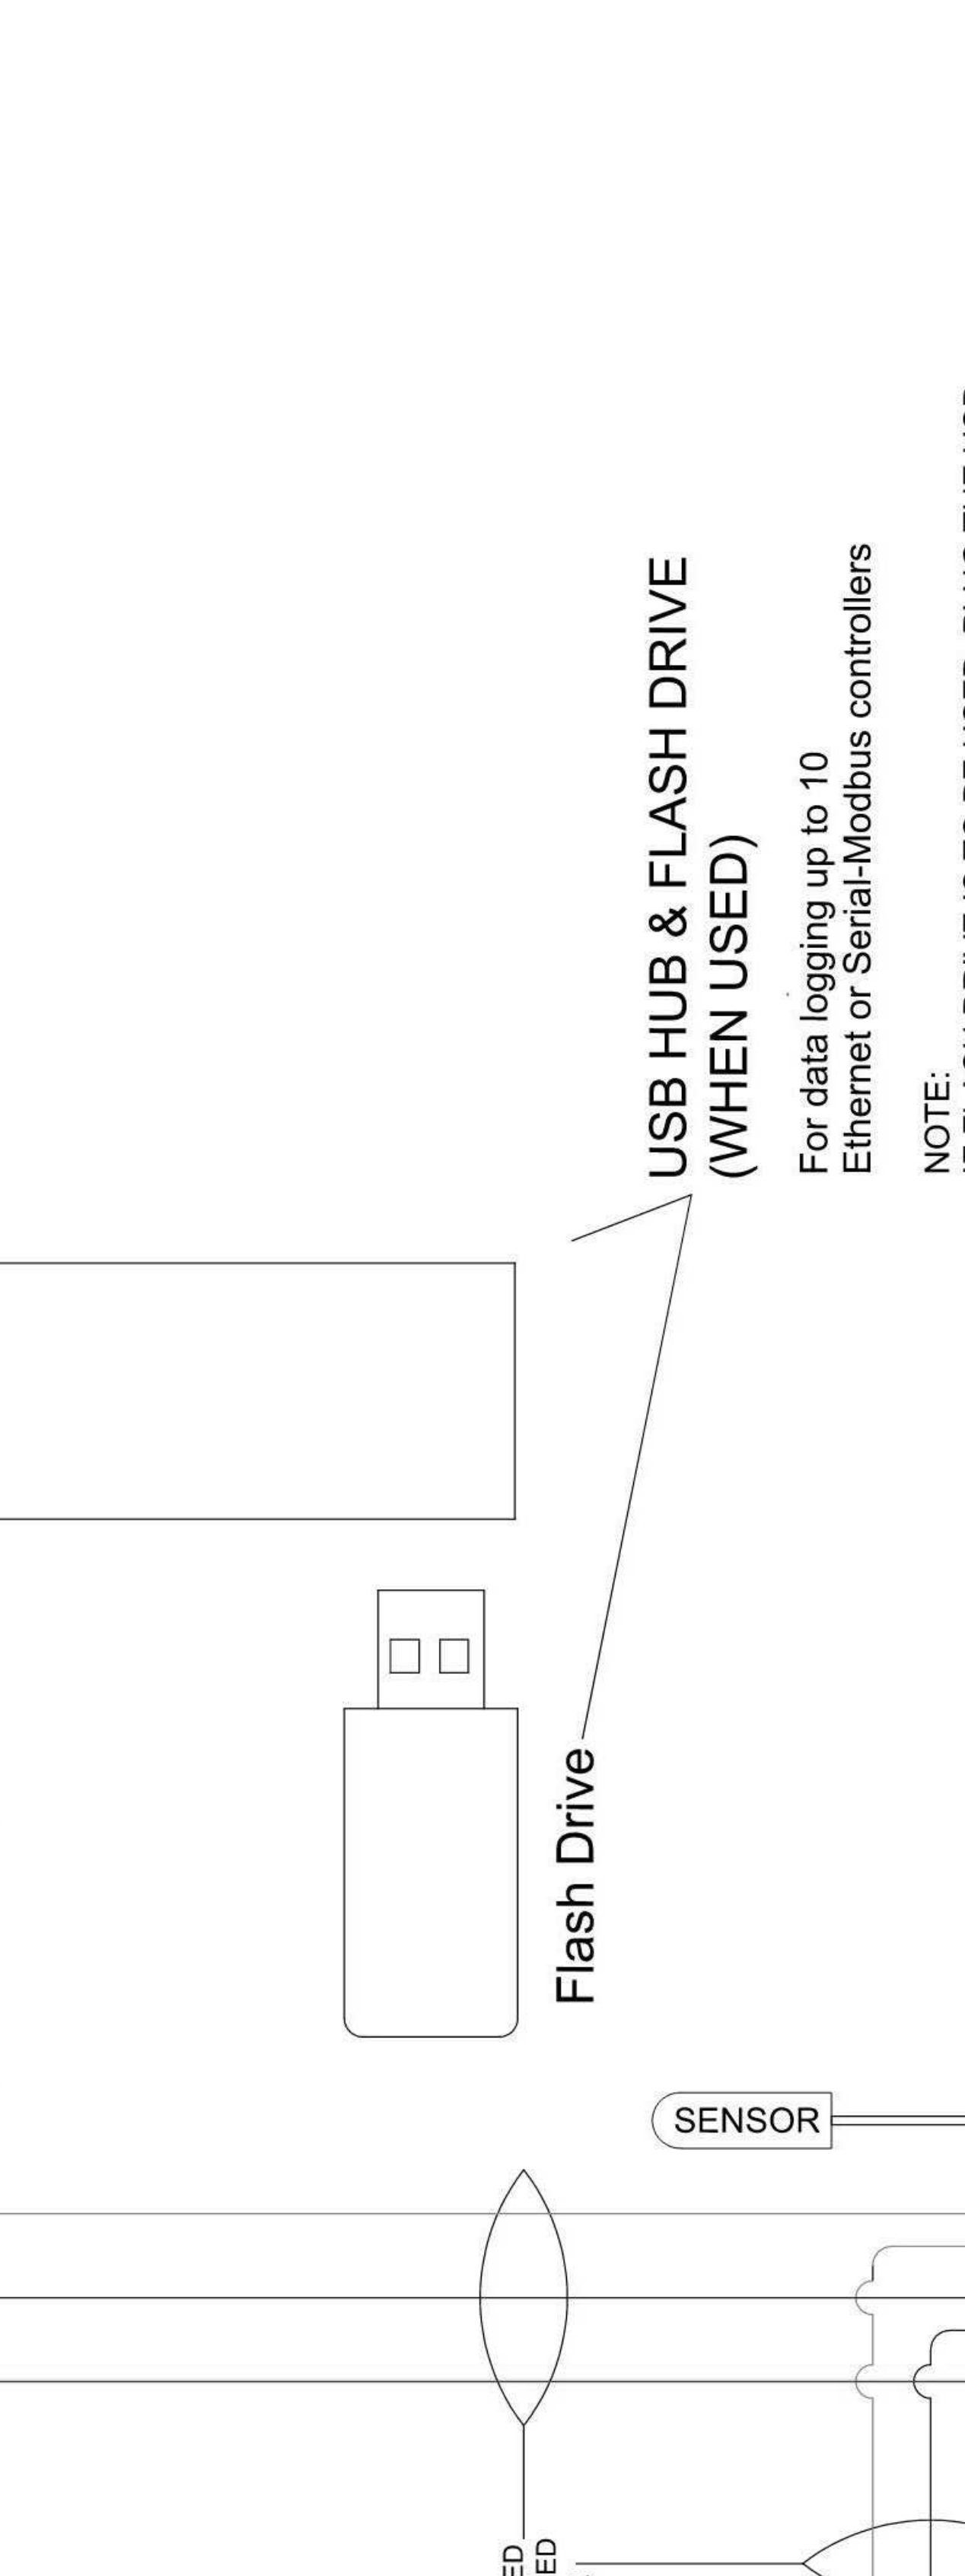 USB HUB & FLASH DRIVE
(WHEN USED)
For data logging up to 10
Ethernet or Serial-Modbus controllers
NOTE:
Flash Drive
SENSOR